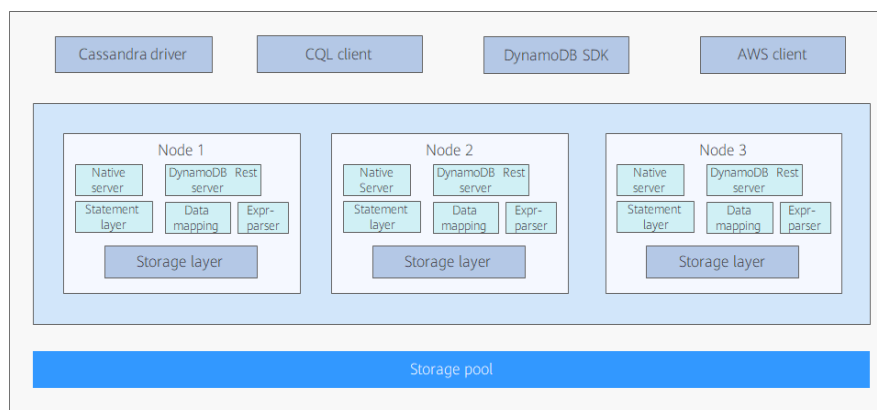 Cassandra driver
CQL client
DynamoDB SDK
AWS client
Node 1
Native
server
DynamoDB Rest
server
Statement
layer
Data
mapping
Expr-
parser
Storage layer
Node 2
Native
Server
DynamoDB Rest
server
Statement
layer
Data
mapping
Expr-
parser
Storage layer
Node 3
Native
server
DynamoDB Rest
server
Statement
layer
Data
mapping
Expr-
parser
Storage layer
Storage pool